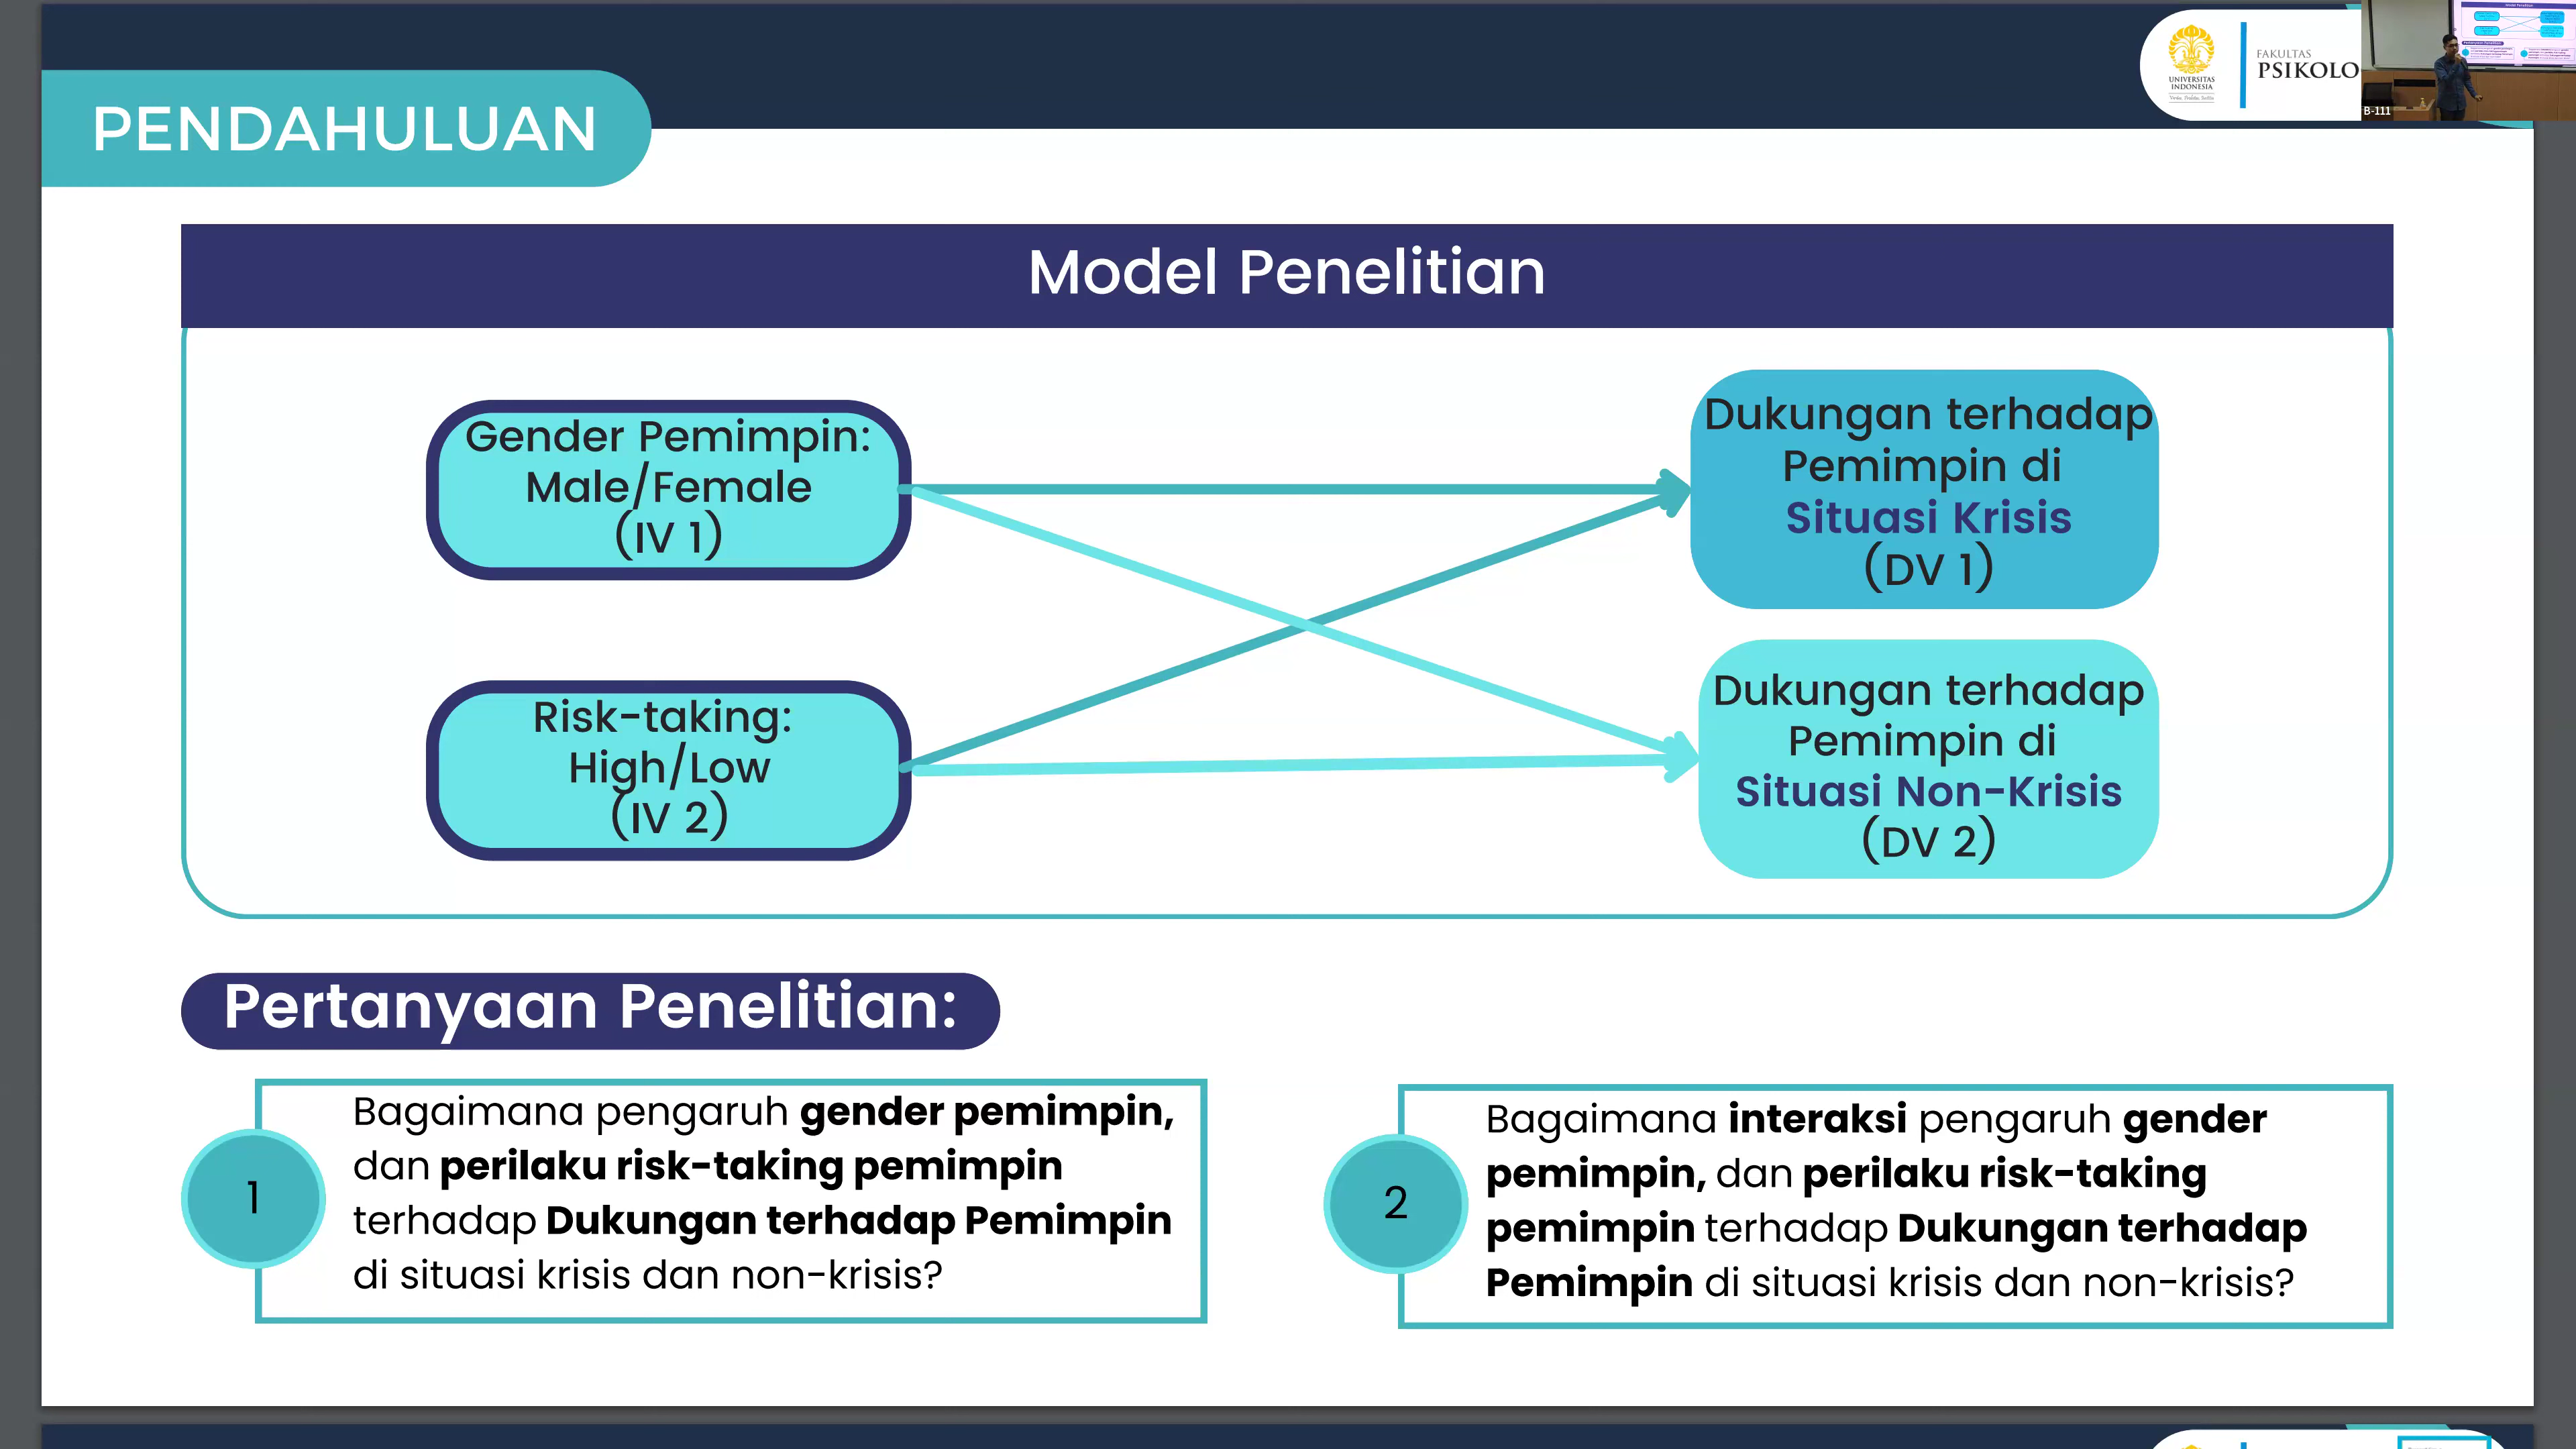 PENDAHULUAN
UNIVERSITAS
INDONESIA
FAKULTAS
PSIKOLO
B-111
Model Penelitian
Gender Pemimpin:
Male/Female
(IV 1)
Risk-taking:
High/Low
(IV 2)
Dukungan terhadap
Pemimpin di
Situasi Krisis
(DV 1)
Dukungan terhadap
Pemimpin di
Situasi Non-Krisis
(DV 2)
Pertanyaan Penelitian:
1
Bagaimana pengaruh gender pemimpin,
dan perilaku risk-taking pemimpin
terhadap Dukungan terhadap Pemimpin
di situasi krisis dan non-krisis?
2
Bagaimana interaksi pengaruh gender
pemimpin, dan perilaku risk-taking
pemimpin terhadap Dukungan terhadap
Pemimpin di situasi krisis dan non-krisis?